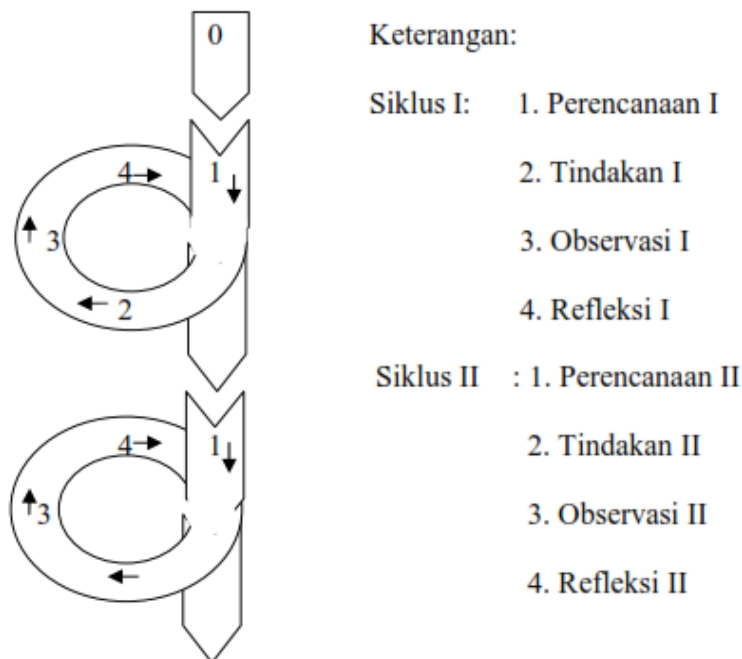 0
Keterangan:
Siklus I: 1. Perencanaan I
4 1
2. Tindakan I
3
3. Observasi I
2
4. Refleksi I
Siklus II : 1. Perencanaan II
4 1
2. Tindakan II
3
3. Observasi II
4. Refleksi II